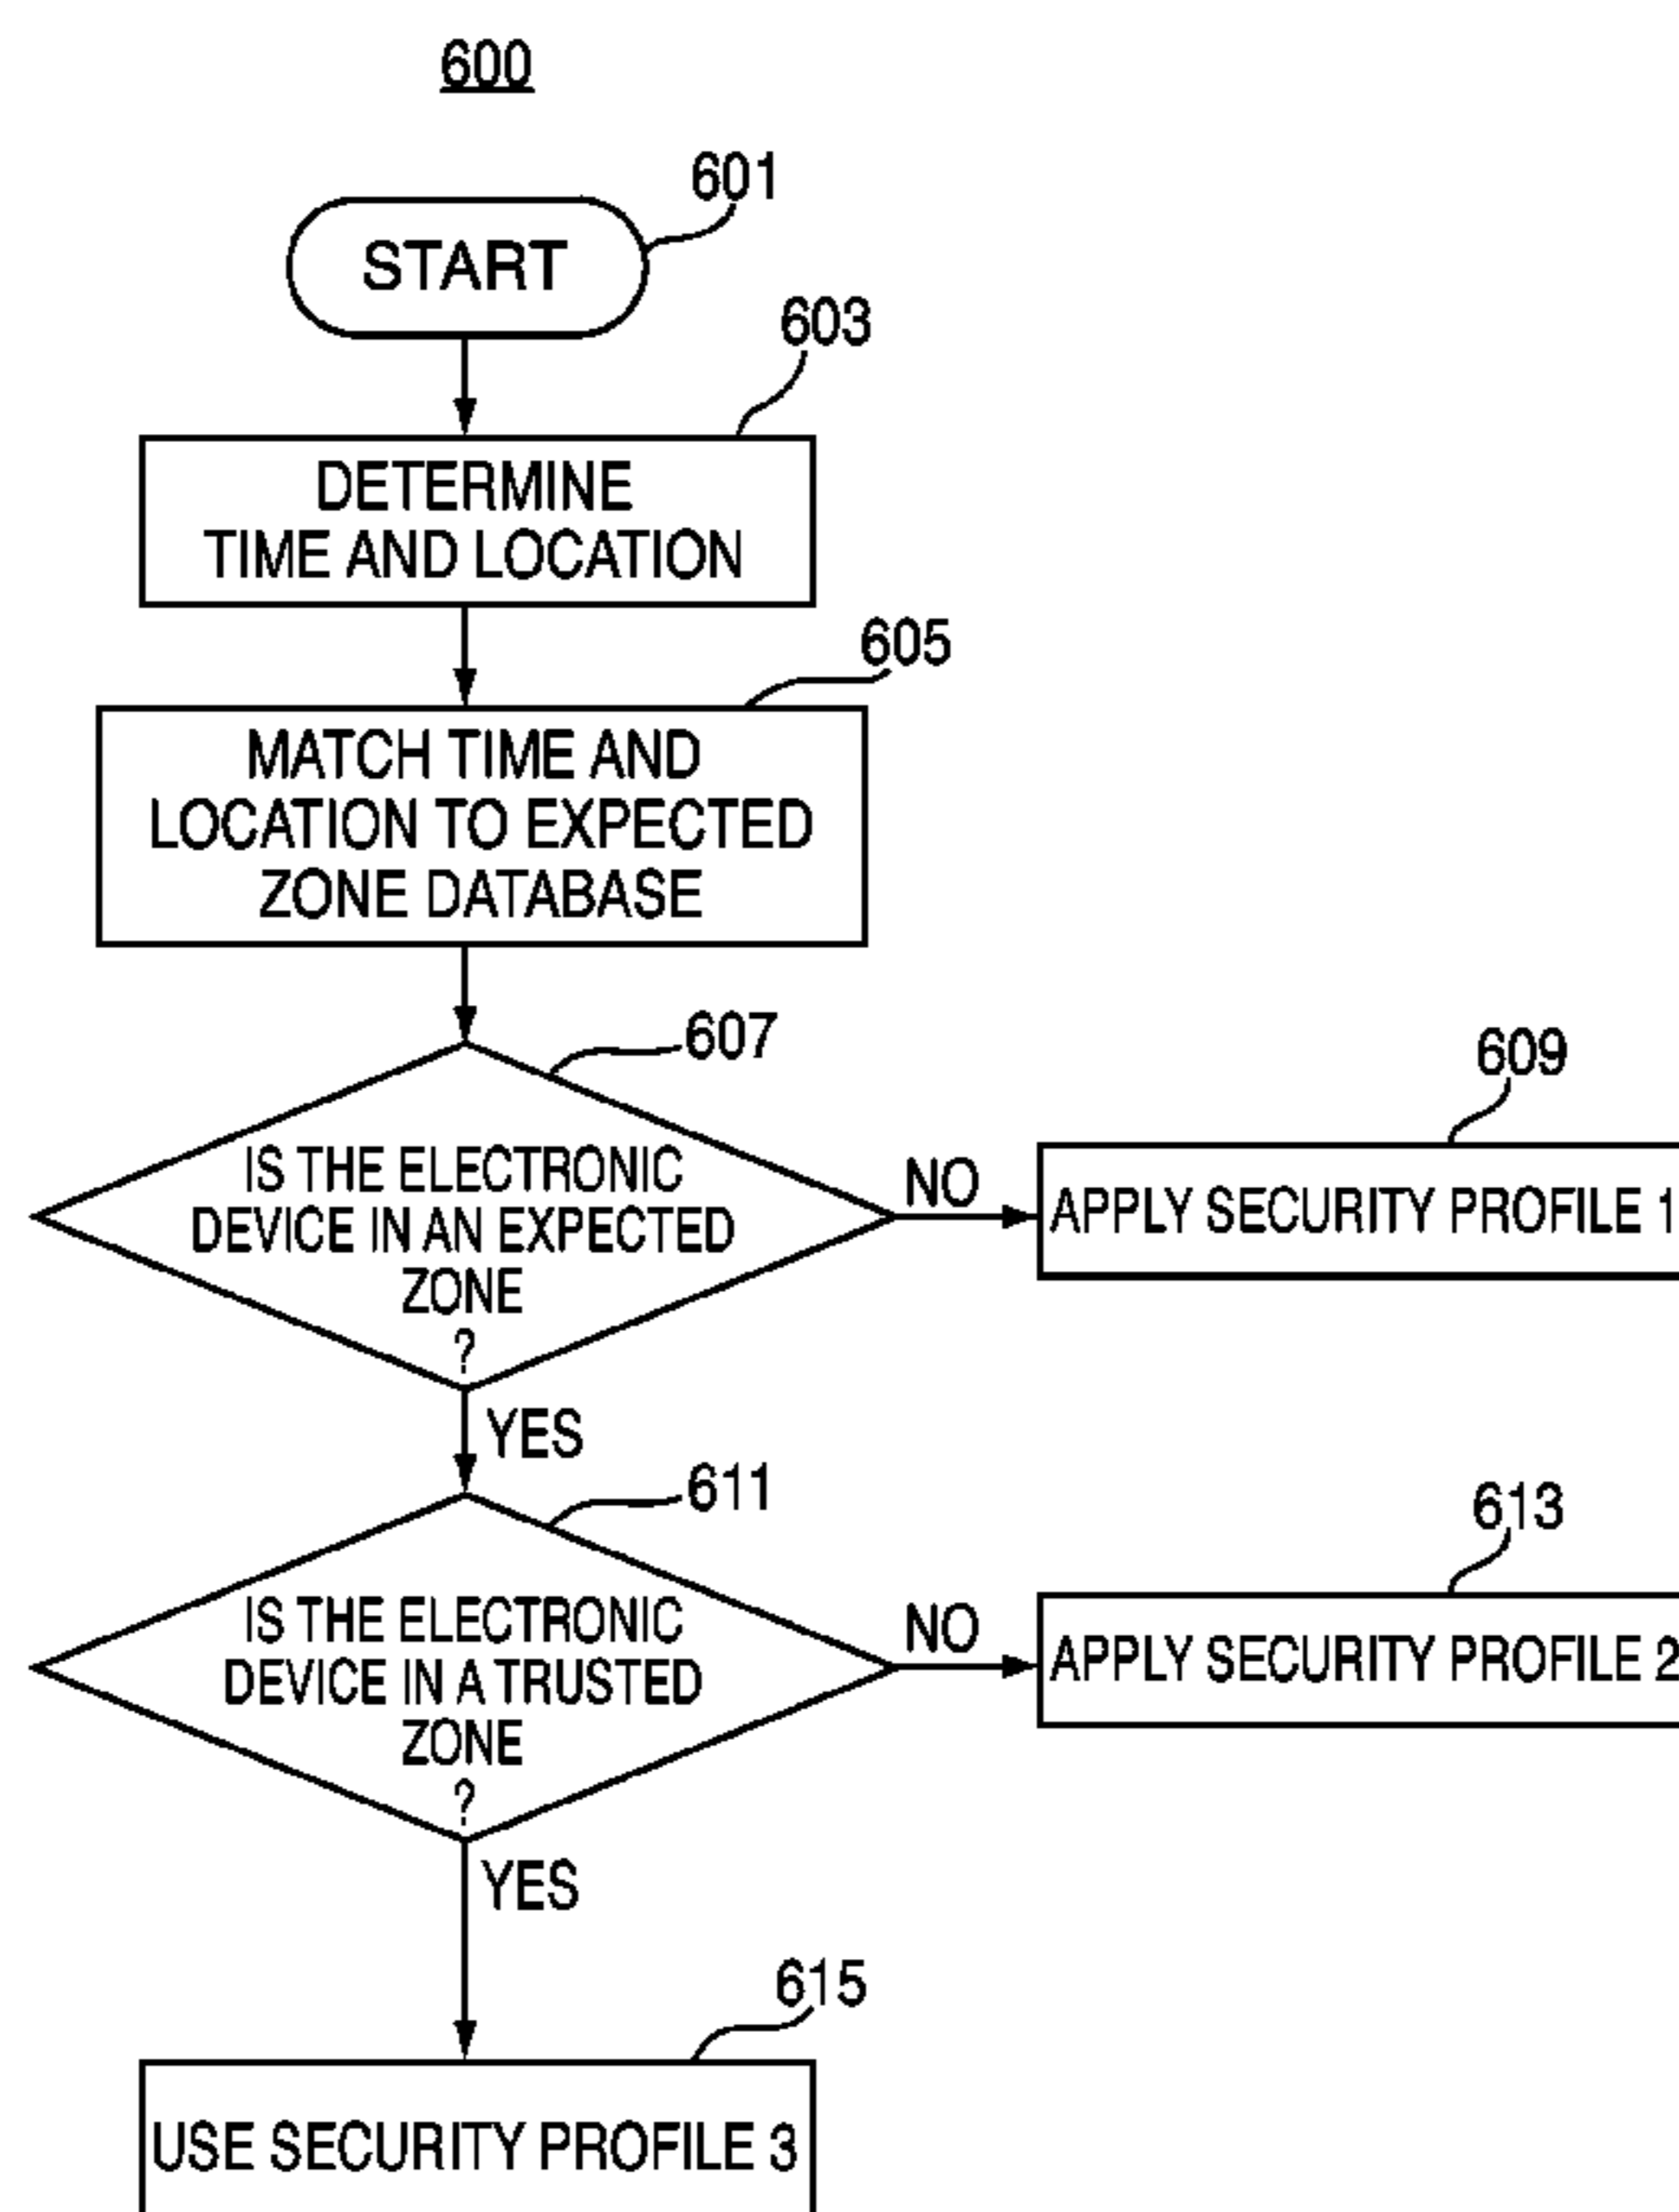 600
601
START
603
DETERMINE
TIME AND LOCATION
605
MATCH TIME AND
LOCATION TO EXPECTED
ZONE DATABASE
607
IS THE ELECTRONIC
DEVICE IN AN EXPECTED
ZONE
?
NO
609
APPLY SECURITY PROFILE 1
YES
611
IS THE ELECTRONIC
DEVICE IN A TRUSTED
ZONE
?
NO
613
APPLY SECURITY PROFILE 2
YES
615
USE SECURITY PROFILE 3